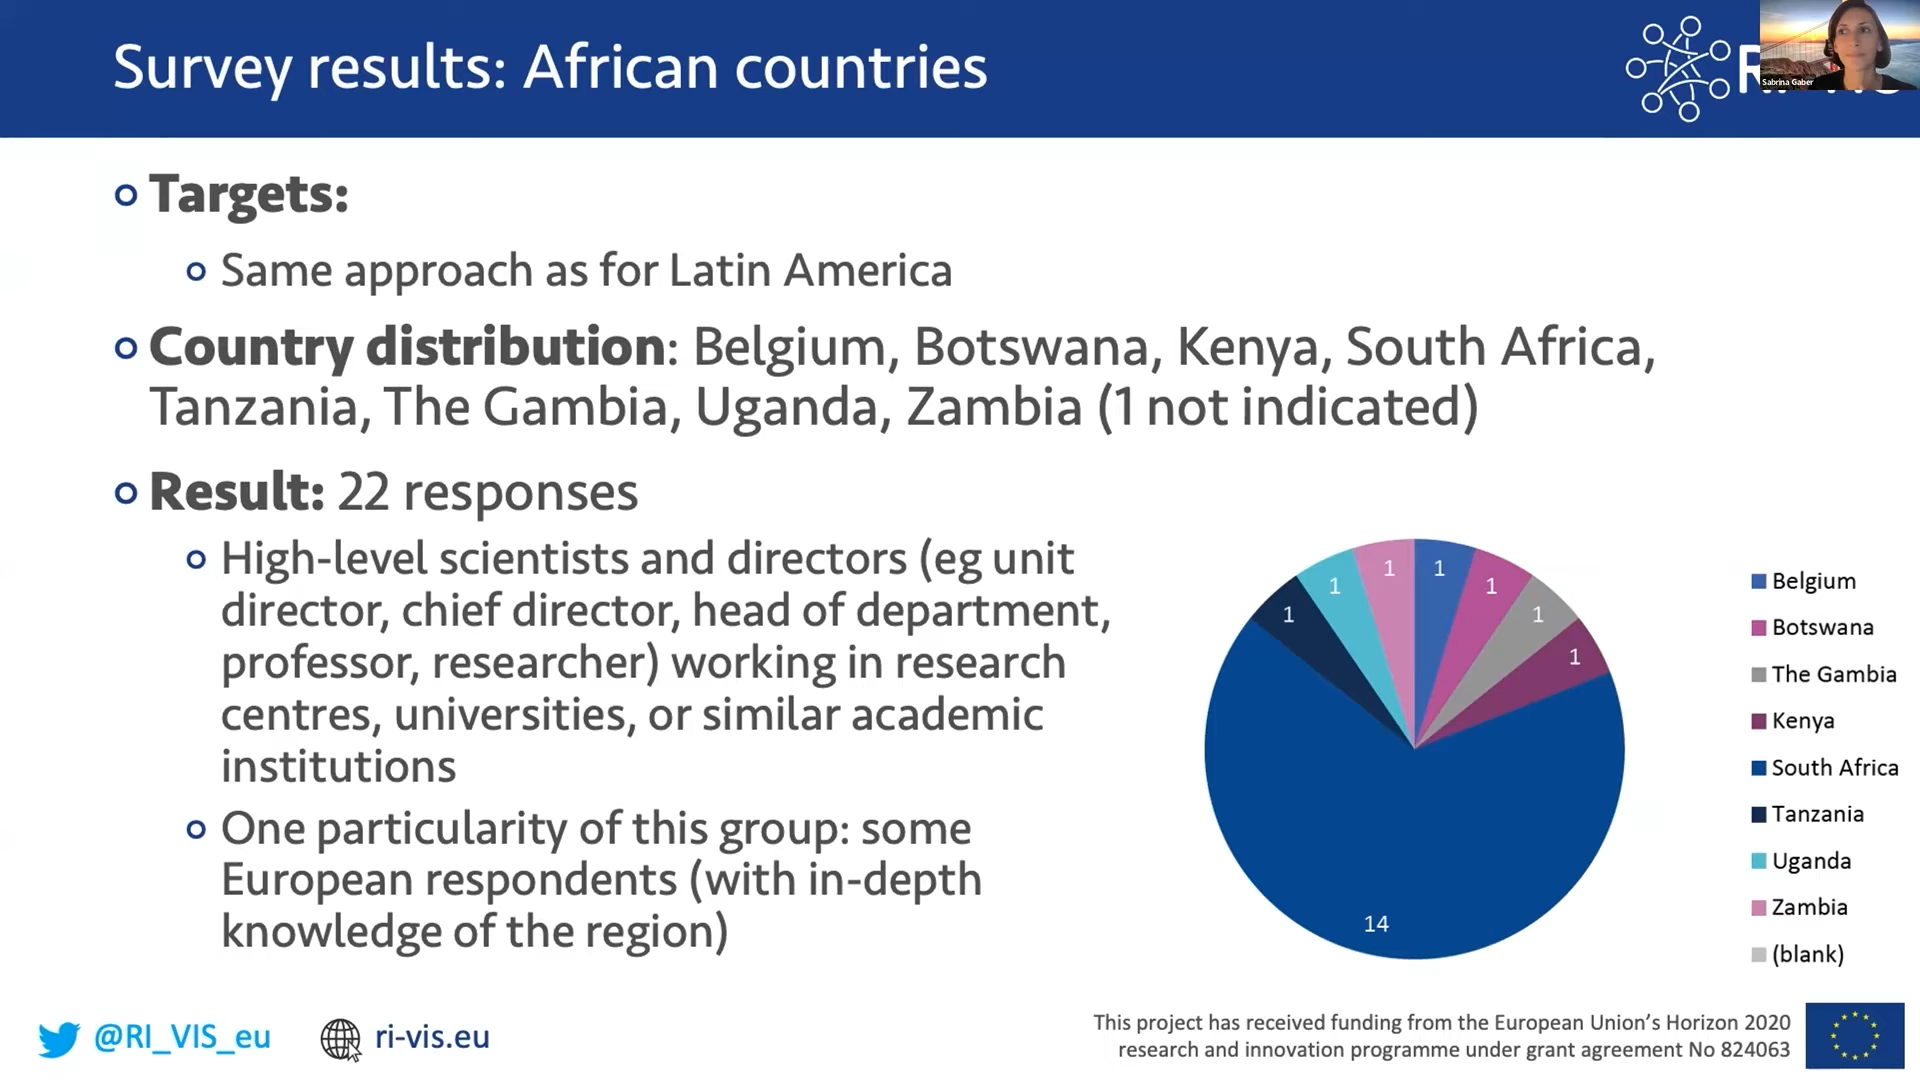 Survey results: African countries
Sabrina Gaber
Targets:
Same approach as for Latin America
Country distribution: Belgium, Botswana, Kenya, South Africa,
Tanzania, The Gambia, Uganda, Zambia (1 not indicated)
Result: 22 responses
High-level scientists and directors (eg unit
director, chief director, head of department,
professor, researcher) working in research
centres, universities, or similar academic
institutions
One particularity of this group: some
European respondents (with in-depth
knowledge of the region)
1
1
1
1
1
1
1
14
Belgium
Botswana
The Gambia
Kenya
South Africa
Tanzania
Uganda
Zambia
(blank)
@RI_VIS_eu
ri-vis.eu
This project has received funding from the European Union’s Horizon 2020
research and innovation programme under grant agreement No 824063